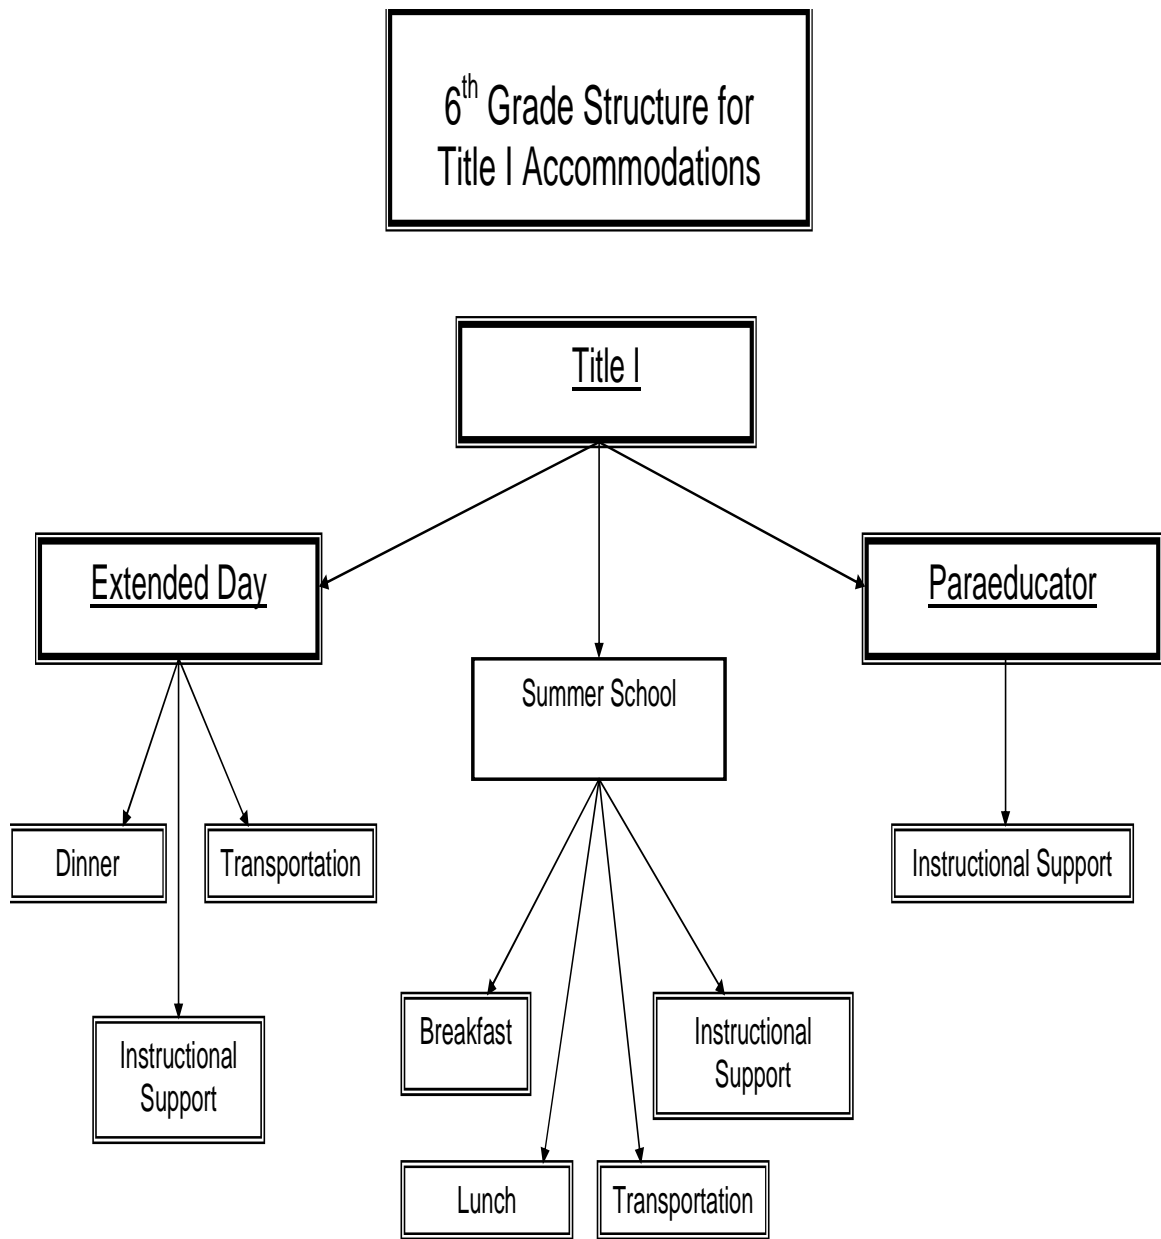 6th Grade Structure for
Title I Accommodations
Title I
Extended Day
Paraeducator
Summer School
Dinner
Transportation
Instructional Support
Breakfast
Instructional
Support
Instructional
Support
Lunch
Transportation